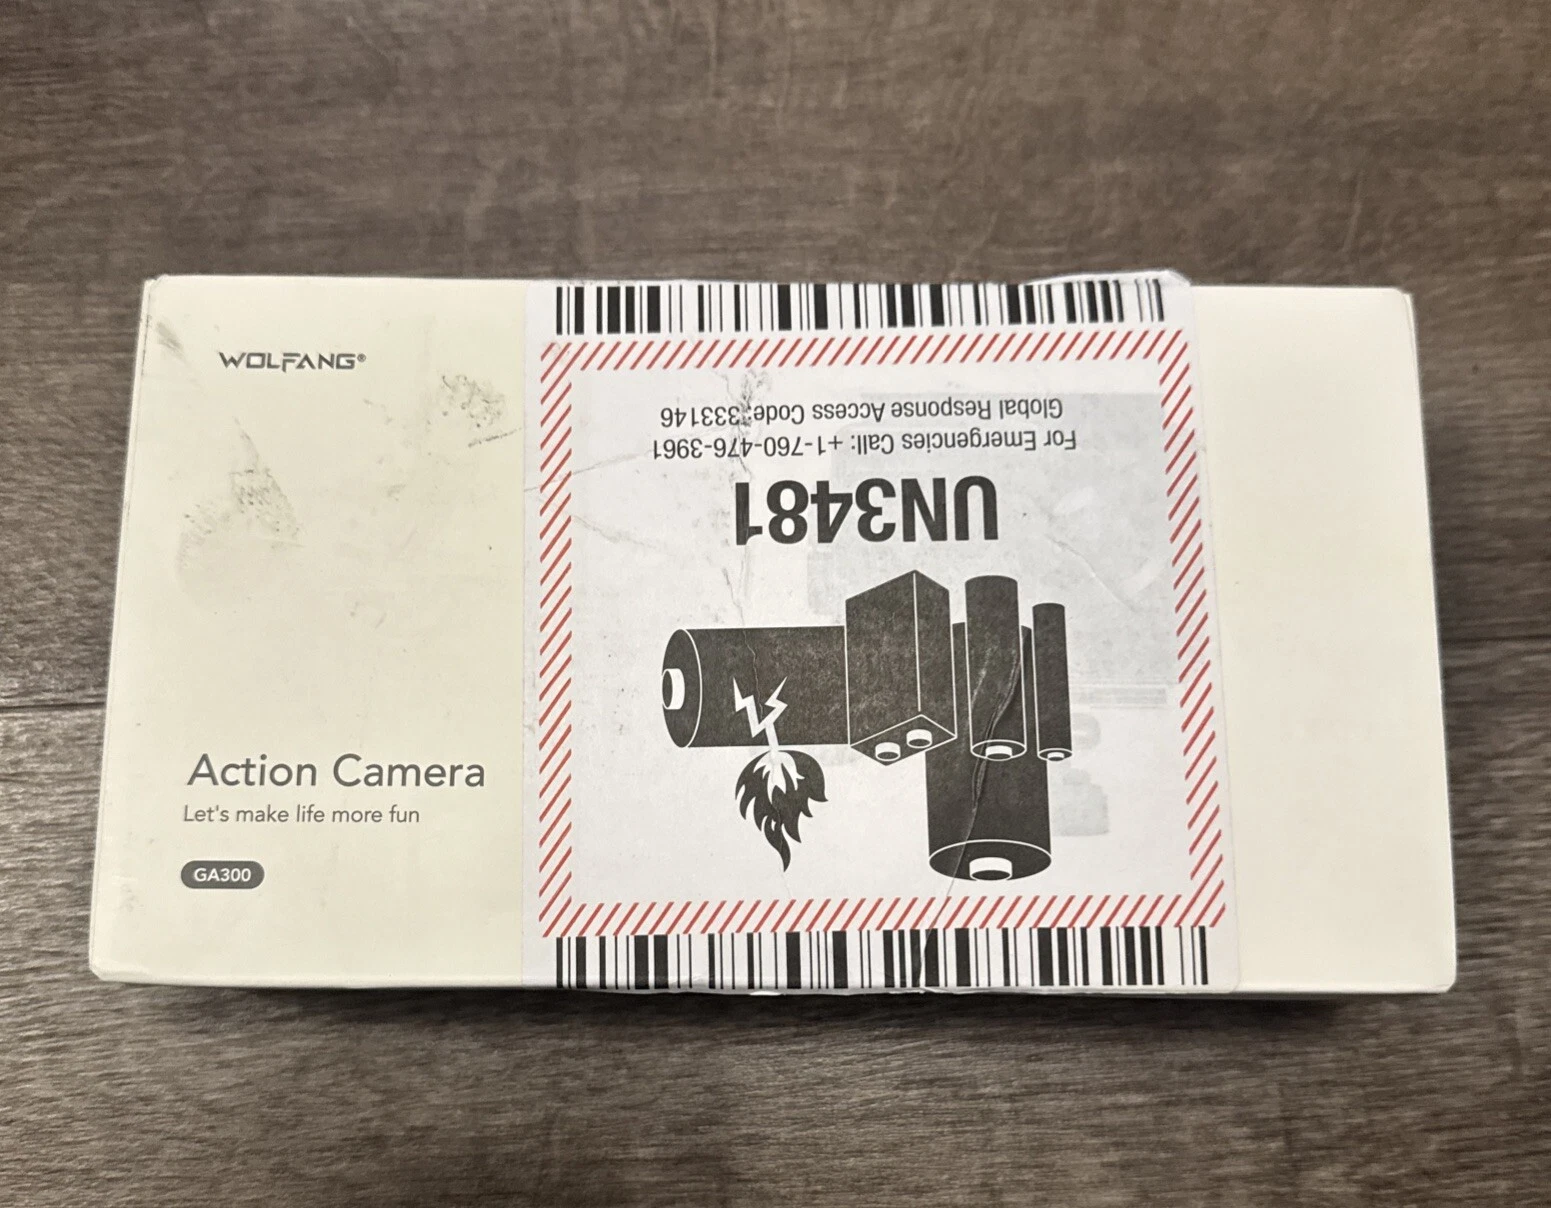 WOLFANG®
Action Camera
Let's make life more fun
GA300
UN3481
For Emergencies Call: +1-760-476-3961
Global Response Access Code: 333146